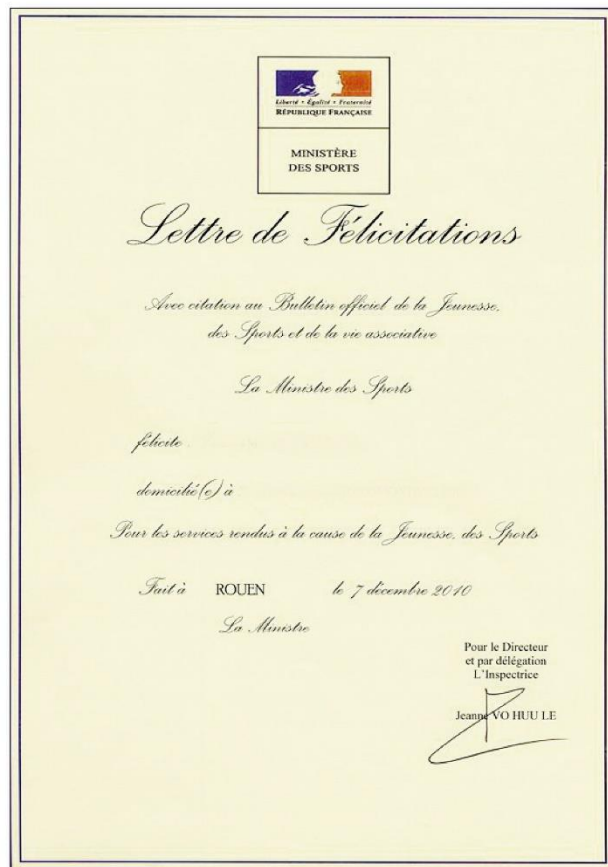 Liberté • Égalité • Fraternité
RÉPUBLIQUE FRANÇAISE
MINISTÈRE
DES SPORTS
Lettre de Félicitations
Avec citation au Bulletin officiel de la Jeunesse,
des Sports et de la vie associative
La Ministre des Sports
félicite
domicilié(e) à
Pour les services rendus à la cause de la Jeunesse, des Sports
Fait à ROUEN le 7 décembre 2010
La Ministre
Pour le Directeur
et par délégation
L'Inspectrice
Jeanne VO HUU LE